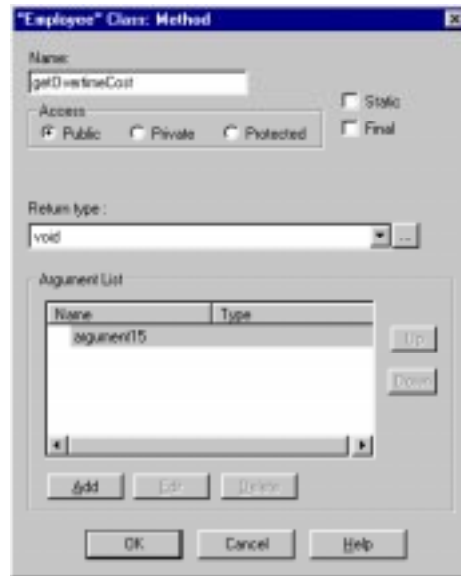 "Employee" Class: Method
Name:
getOvertimeCost
Access
Public Private Protected
Static
Final
Return type :
void
...
Argument List
Name Type
argument15
Up
Down
Add Edit Delete
OK Cancel Help